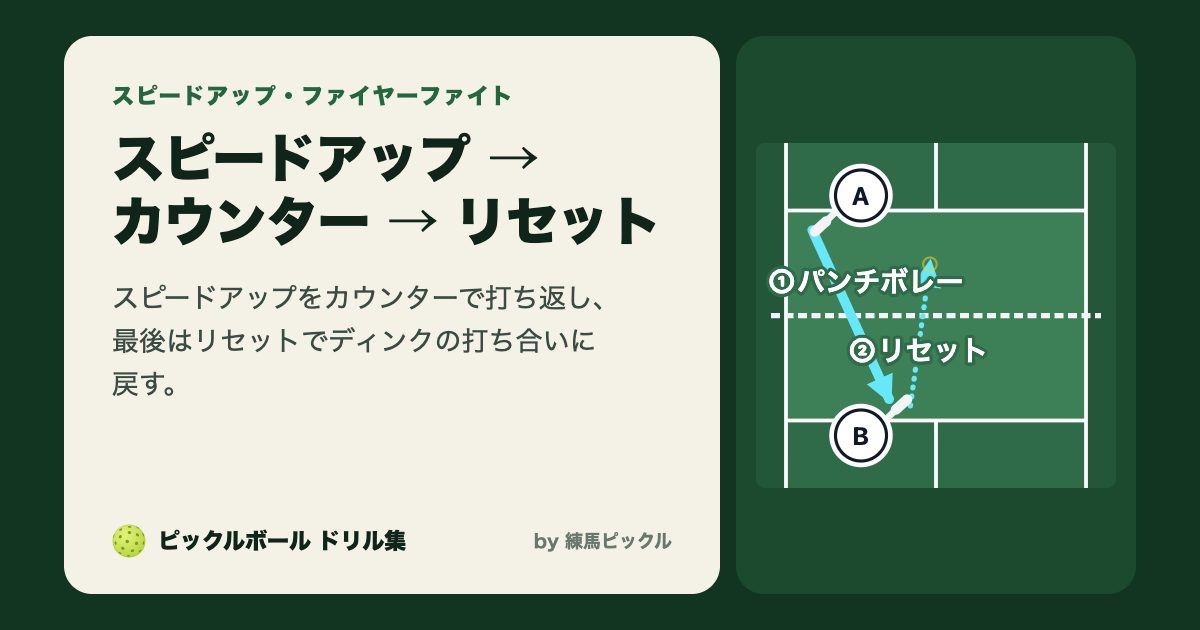 スピードアップ・ファイヤーファイト
スピードアップ →
カウンター → リセット
スピードアップをカウンターで打ち返し、
最後はリセットでディンクの打ち合いに
戻す。
ピックルボール ドリル集
by 練馬ピックル
A
①パンチボレー
②リセット
B